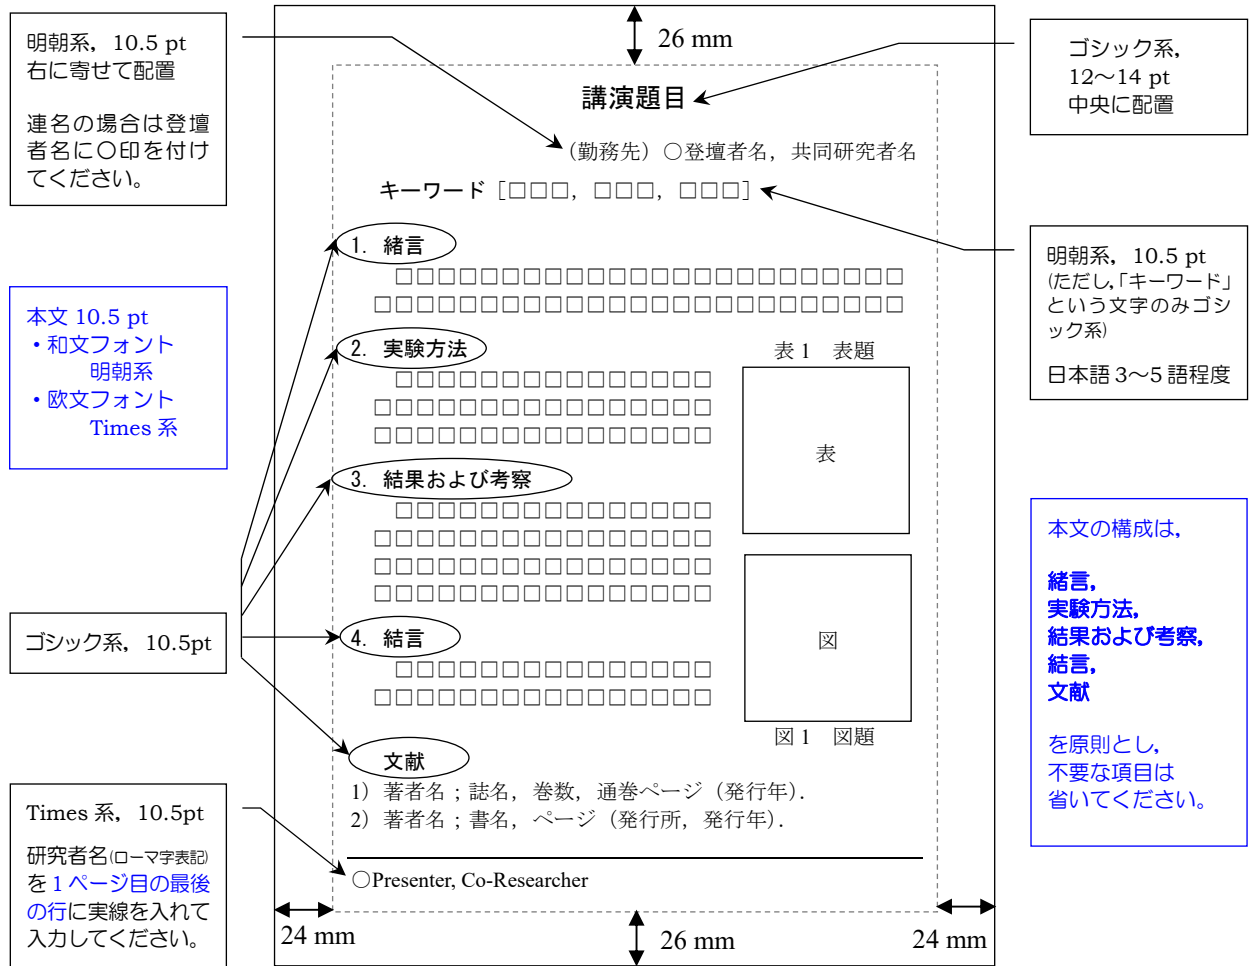 明朝系, 10.5 pt
右に寄せて配置
連名の場合は登壇
者名に○印を付け
てください。
本文 10.5 pt
・和文フォント
明朝系
・欧文フォント
Times 系
ゴシック系, 10.5pt
Times 系, 10.5pt
研究者名(ローマ字表記)
を 1 ページ目の最後
の行に実線を入れて
入力してください。
26 mm
講演題目
(勤務先) ○登壇者名, 共同研究者名
キーワード [□□□, □□□, □□□]
1. 緒言
□□□□□□□□□□□□□□□□□□□□□□□□
□□□□□□□□□□□□□□□□□□□□□□□□□
2. 実験方法
□□□□□□□□□□□□□□□
□□□□□□□□□□□□□□□□
□□□□□□□□□□□□□□□□
3. 結果および考察
□□□□□□□□□□□□□□□
□□□□□□□□□□□□□□□□
□□□□□□□□□□□□□□□□
□□□□□□□□□□□□□□□□
4. 結言
□□□□□□□□□□□□□□□
□□□□□□□□□□□□□□□□
表 1 表題
表
図
図 1 図題
文献
1) 著者名 ; 誌名, 巻数, 通巻ページ (発行年).
2) 著者名 ; 書名, ページ (発行所, 発行年).
○Presenter, Co-Researcher
24 mm
26 mm
24 mm
ゴシック系,
12～14 pt
中央に配置
明朝系, 10.5 pt
(ただし,「キーワード」
という文字のみゴシ
ック系)
日本語 3～5 語程度
本文の構成は,
緒言,
実験方法,
結果および考察,
結言,
文献
を原則とし,
不要な項目は
省いてください。